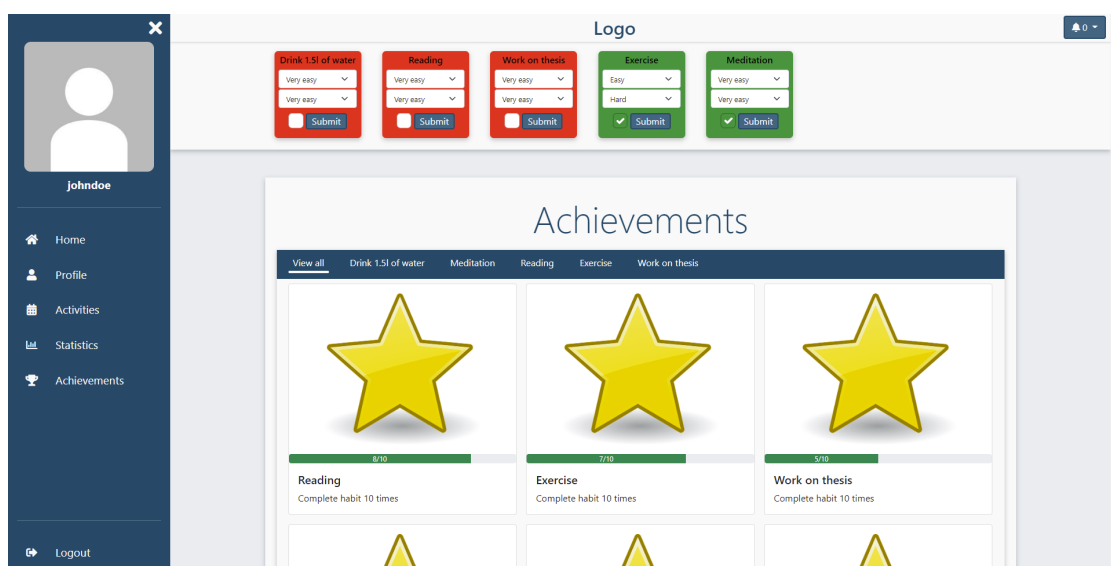 Logo
0
Drink 1.5l of water
Very easy
Very easy
Submit
Reading
Very easy
Very easy
Submit
Work on thesis
Very easy
Very easy
Submit
Exercise
Easy
Hard
Submit
Meditation
Very easy
Very easy
Submit
johndoe
Home
Profile
Activities
Statistics
Achievements
Logout
Achievements
View all Drink 1.5l of water Meditation Reading Exercise Work on thesis
8/10
Reading
Complete habit 10 times
7/10
Exercise
Complete habit 10 times
5/10
Work on thesis
Complete habit 10 times